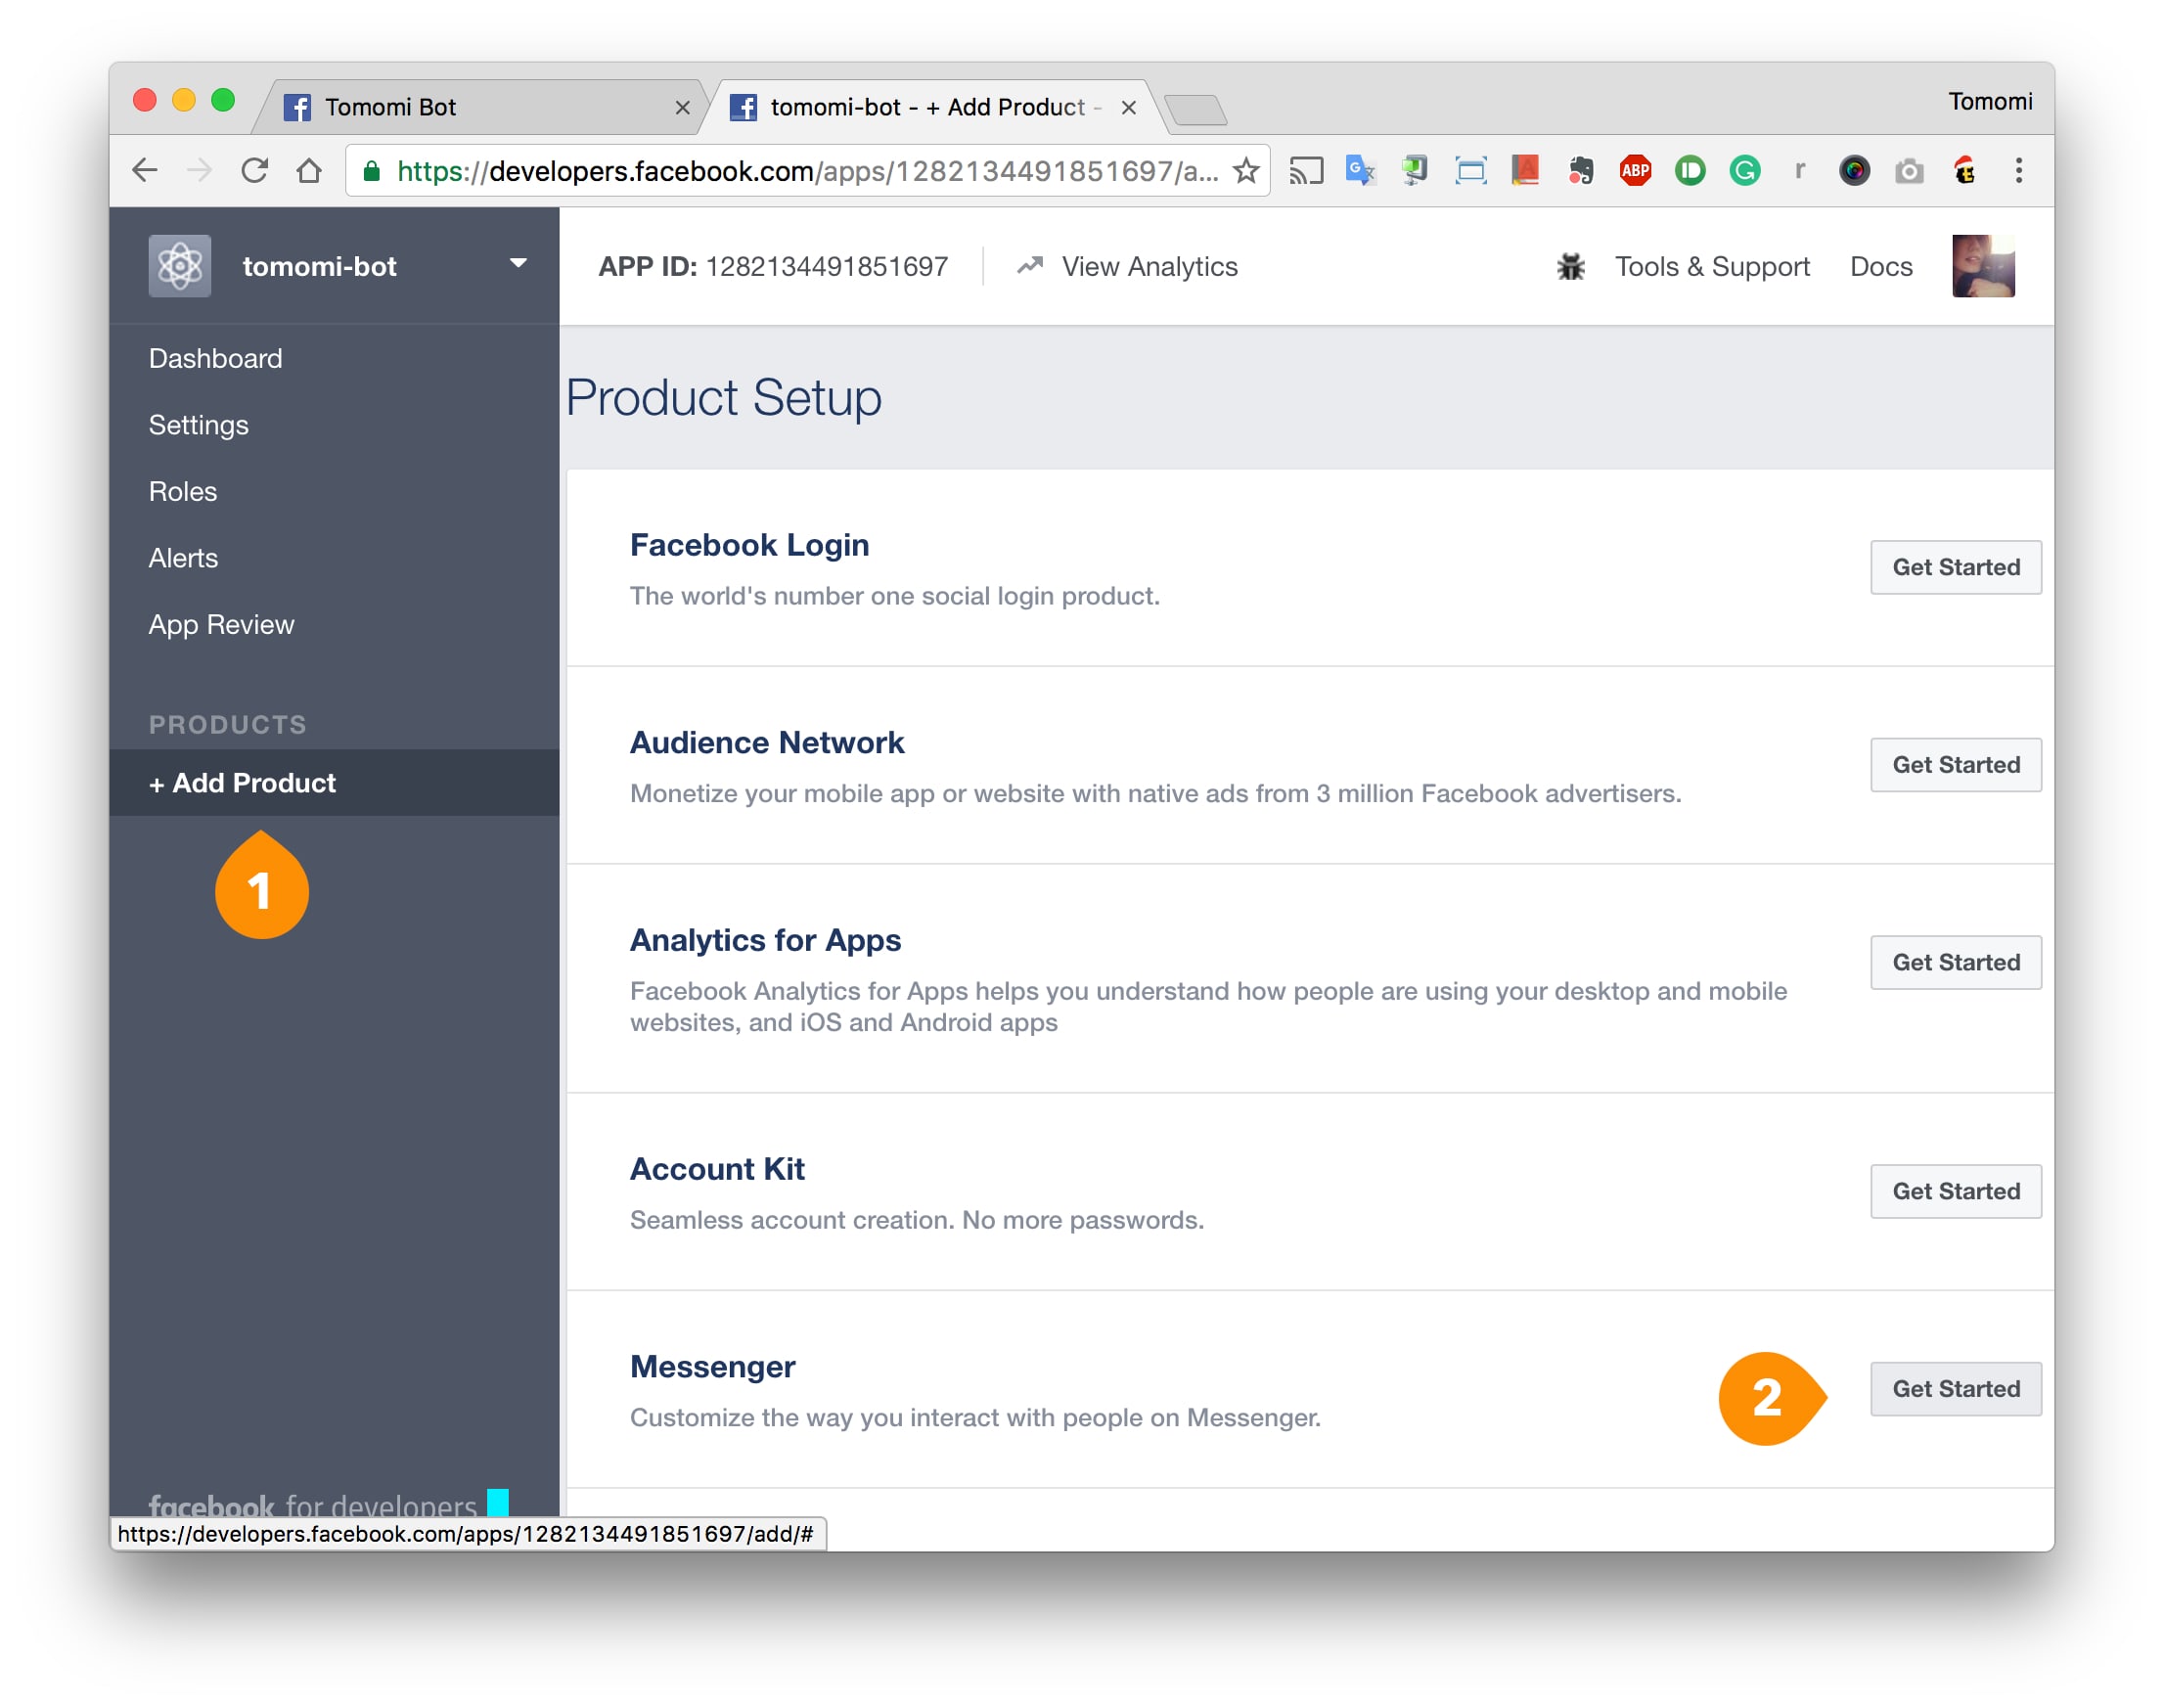 Tomomi Bot
tomomi-bot - + Add Product -
Tomomi
https://developers.facebook.com/apps/1282134491851697/a...
ABP
G
r
tomomi-bot
APP ID: 1282134491851697
View Analytics
Tools & Support
Docs
Dashboard
Settings
Roles
Alerts
App Review
PRODUCTS
+ Add Product
1
Product Setup
Facebook Login
The world's number one social login product.
Get Started
Audience Network
Monetize your mobile app or website with native ads from 3 million Facebook advertisers.
Get Started
Analytics for Apps
Facebook Analytics for Apps helps you understand how people are using your desktop and mobile
websites, and iOS and Android apps
Get Started
Account Kit
Seamless account creation. No more passwords.
Get Started
Messenger
Customize the way you interact with people on Messenger.
2
Get Started
facebook for developers
https://developers.facebook.com/apps/1282134491851697/add/#